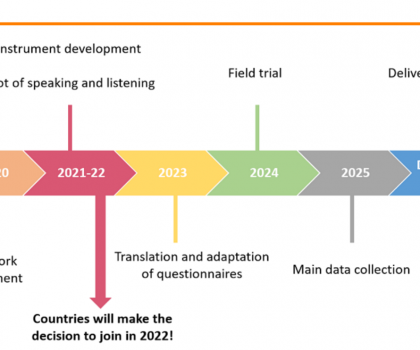 nstrument development
ot of speaking and listening
Field trial
Delive
20
2021-22
2023
2024
2025
D
ork
ment
Translation and adaptation
of questionnaires
Main data collection
Countries will make the
decision to join in 2022!